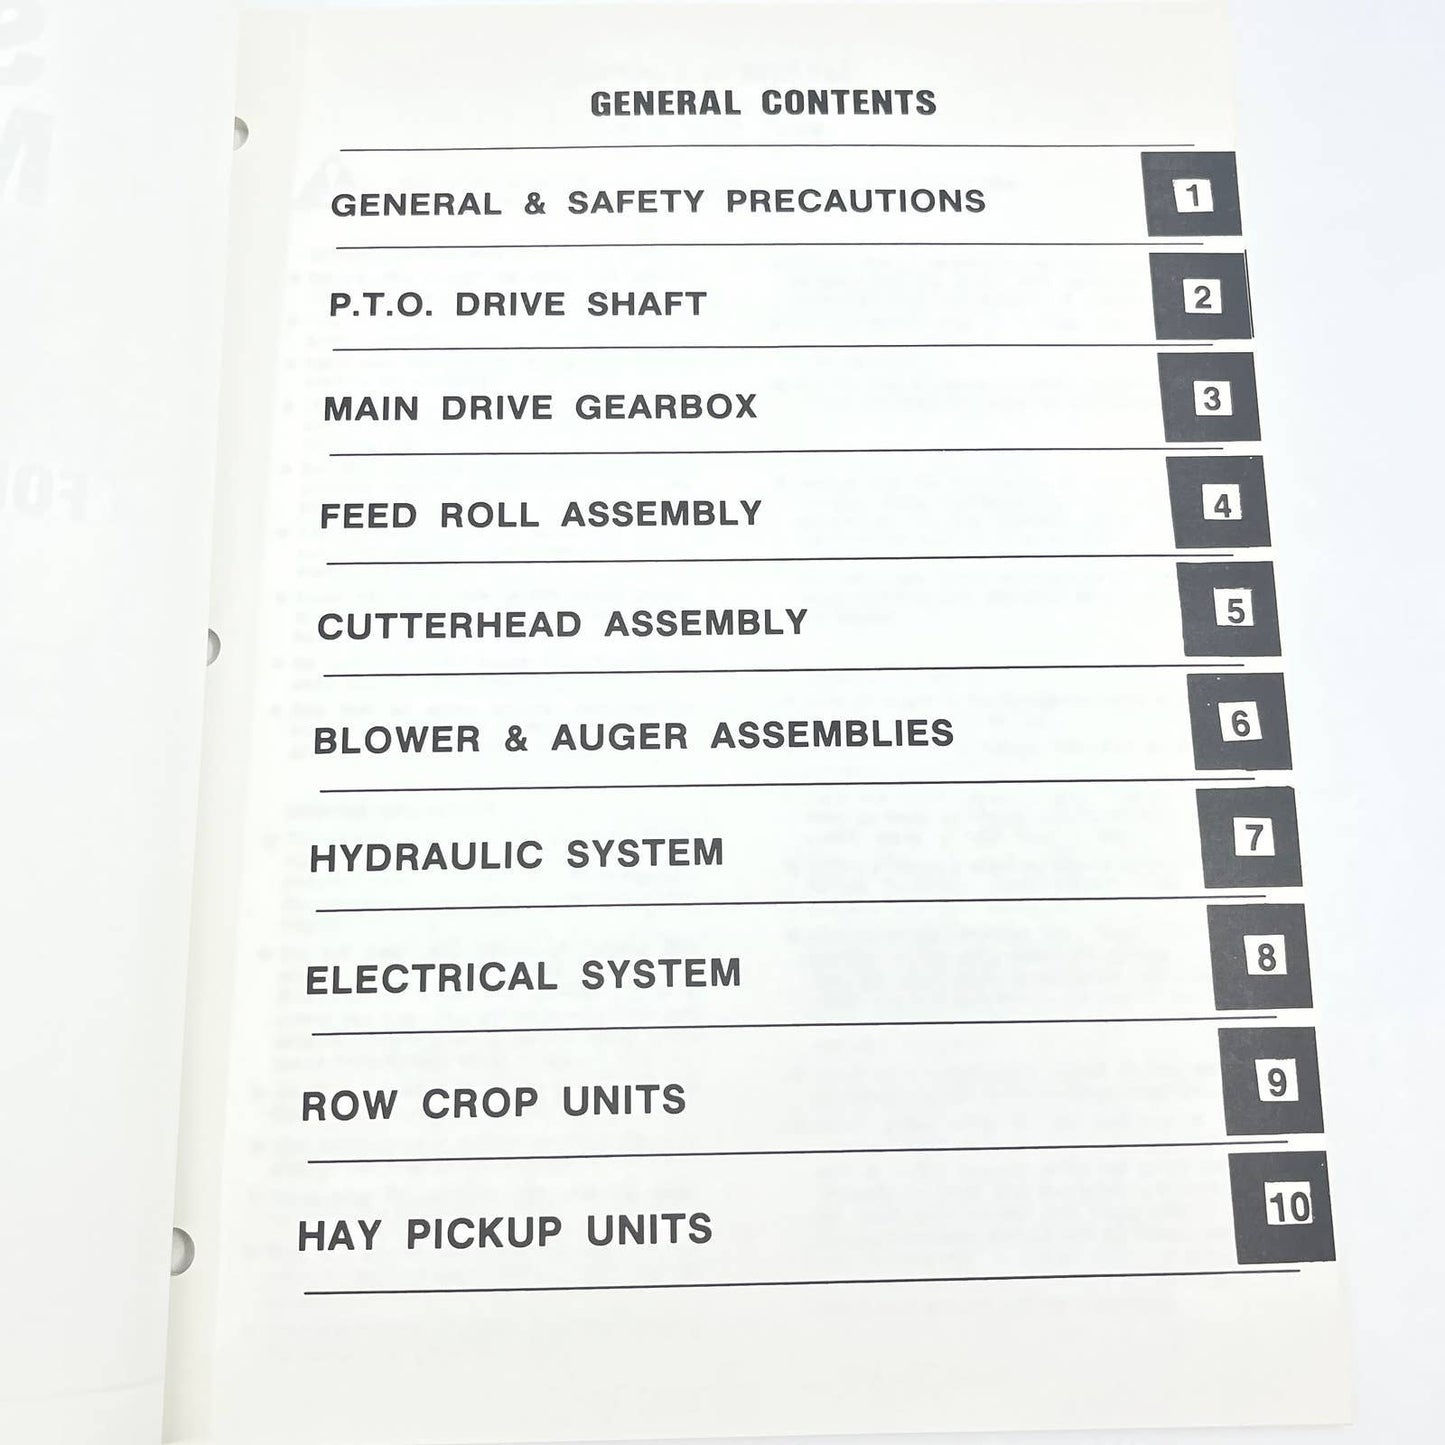 GENERAL CONTENTS
GENERAL & SAFETY PRECAUTIONS 1
P.T.O. DRIVE SHAFT 2
MAIN DRIVE GEARBOX 3
FEED ROLL ASSEMBLY 4
CUTTERHEAD ASSEMBLY 5
BLOWER & AUGER ASSEMBLIES 6
HYDRAULIC SYSTEM 7
ELECTRICAL SYSTEM 8
ROW CROP UNITS 9
HAY PICKUP UNITS 10